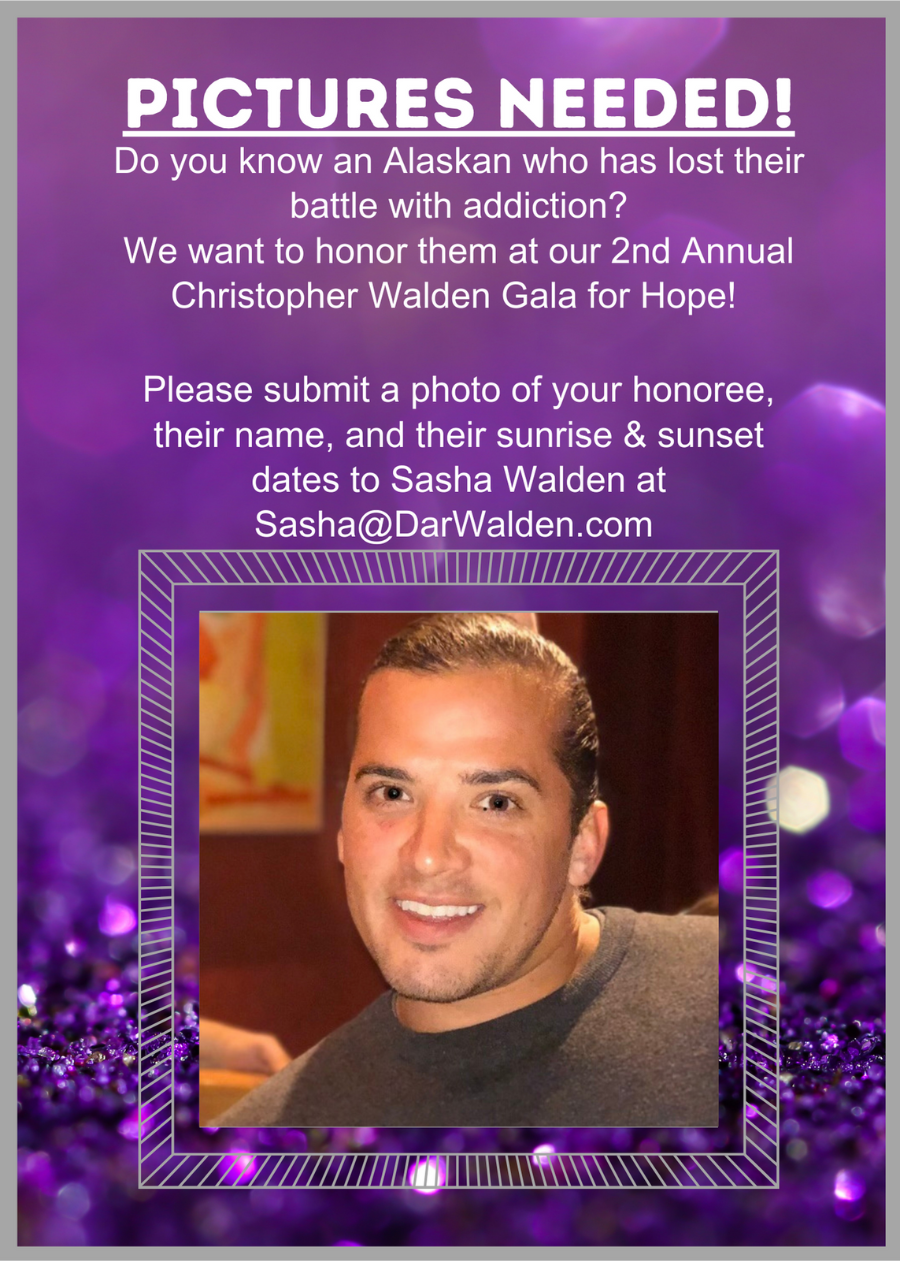 PICTURES NEEDED!
Do you know an Alaskan who has lost their
battle with addiction?
We want to honor them at our 2nd Annual
Christopher Walden Gala for Hope!
Please submit a photo of your honoree,
their name, and their sunrise & sunset
dates to Sasha Walden at
Sasha@DarWalden.com